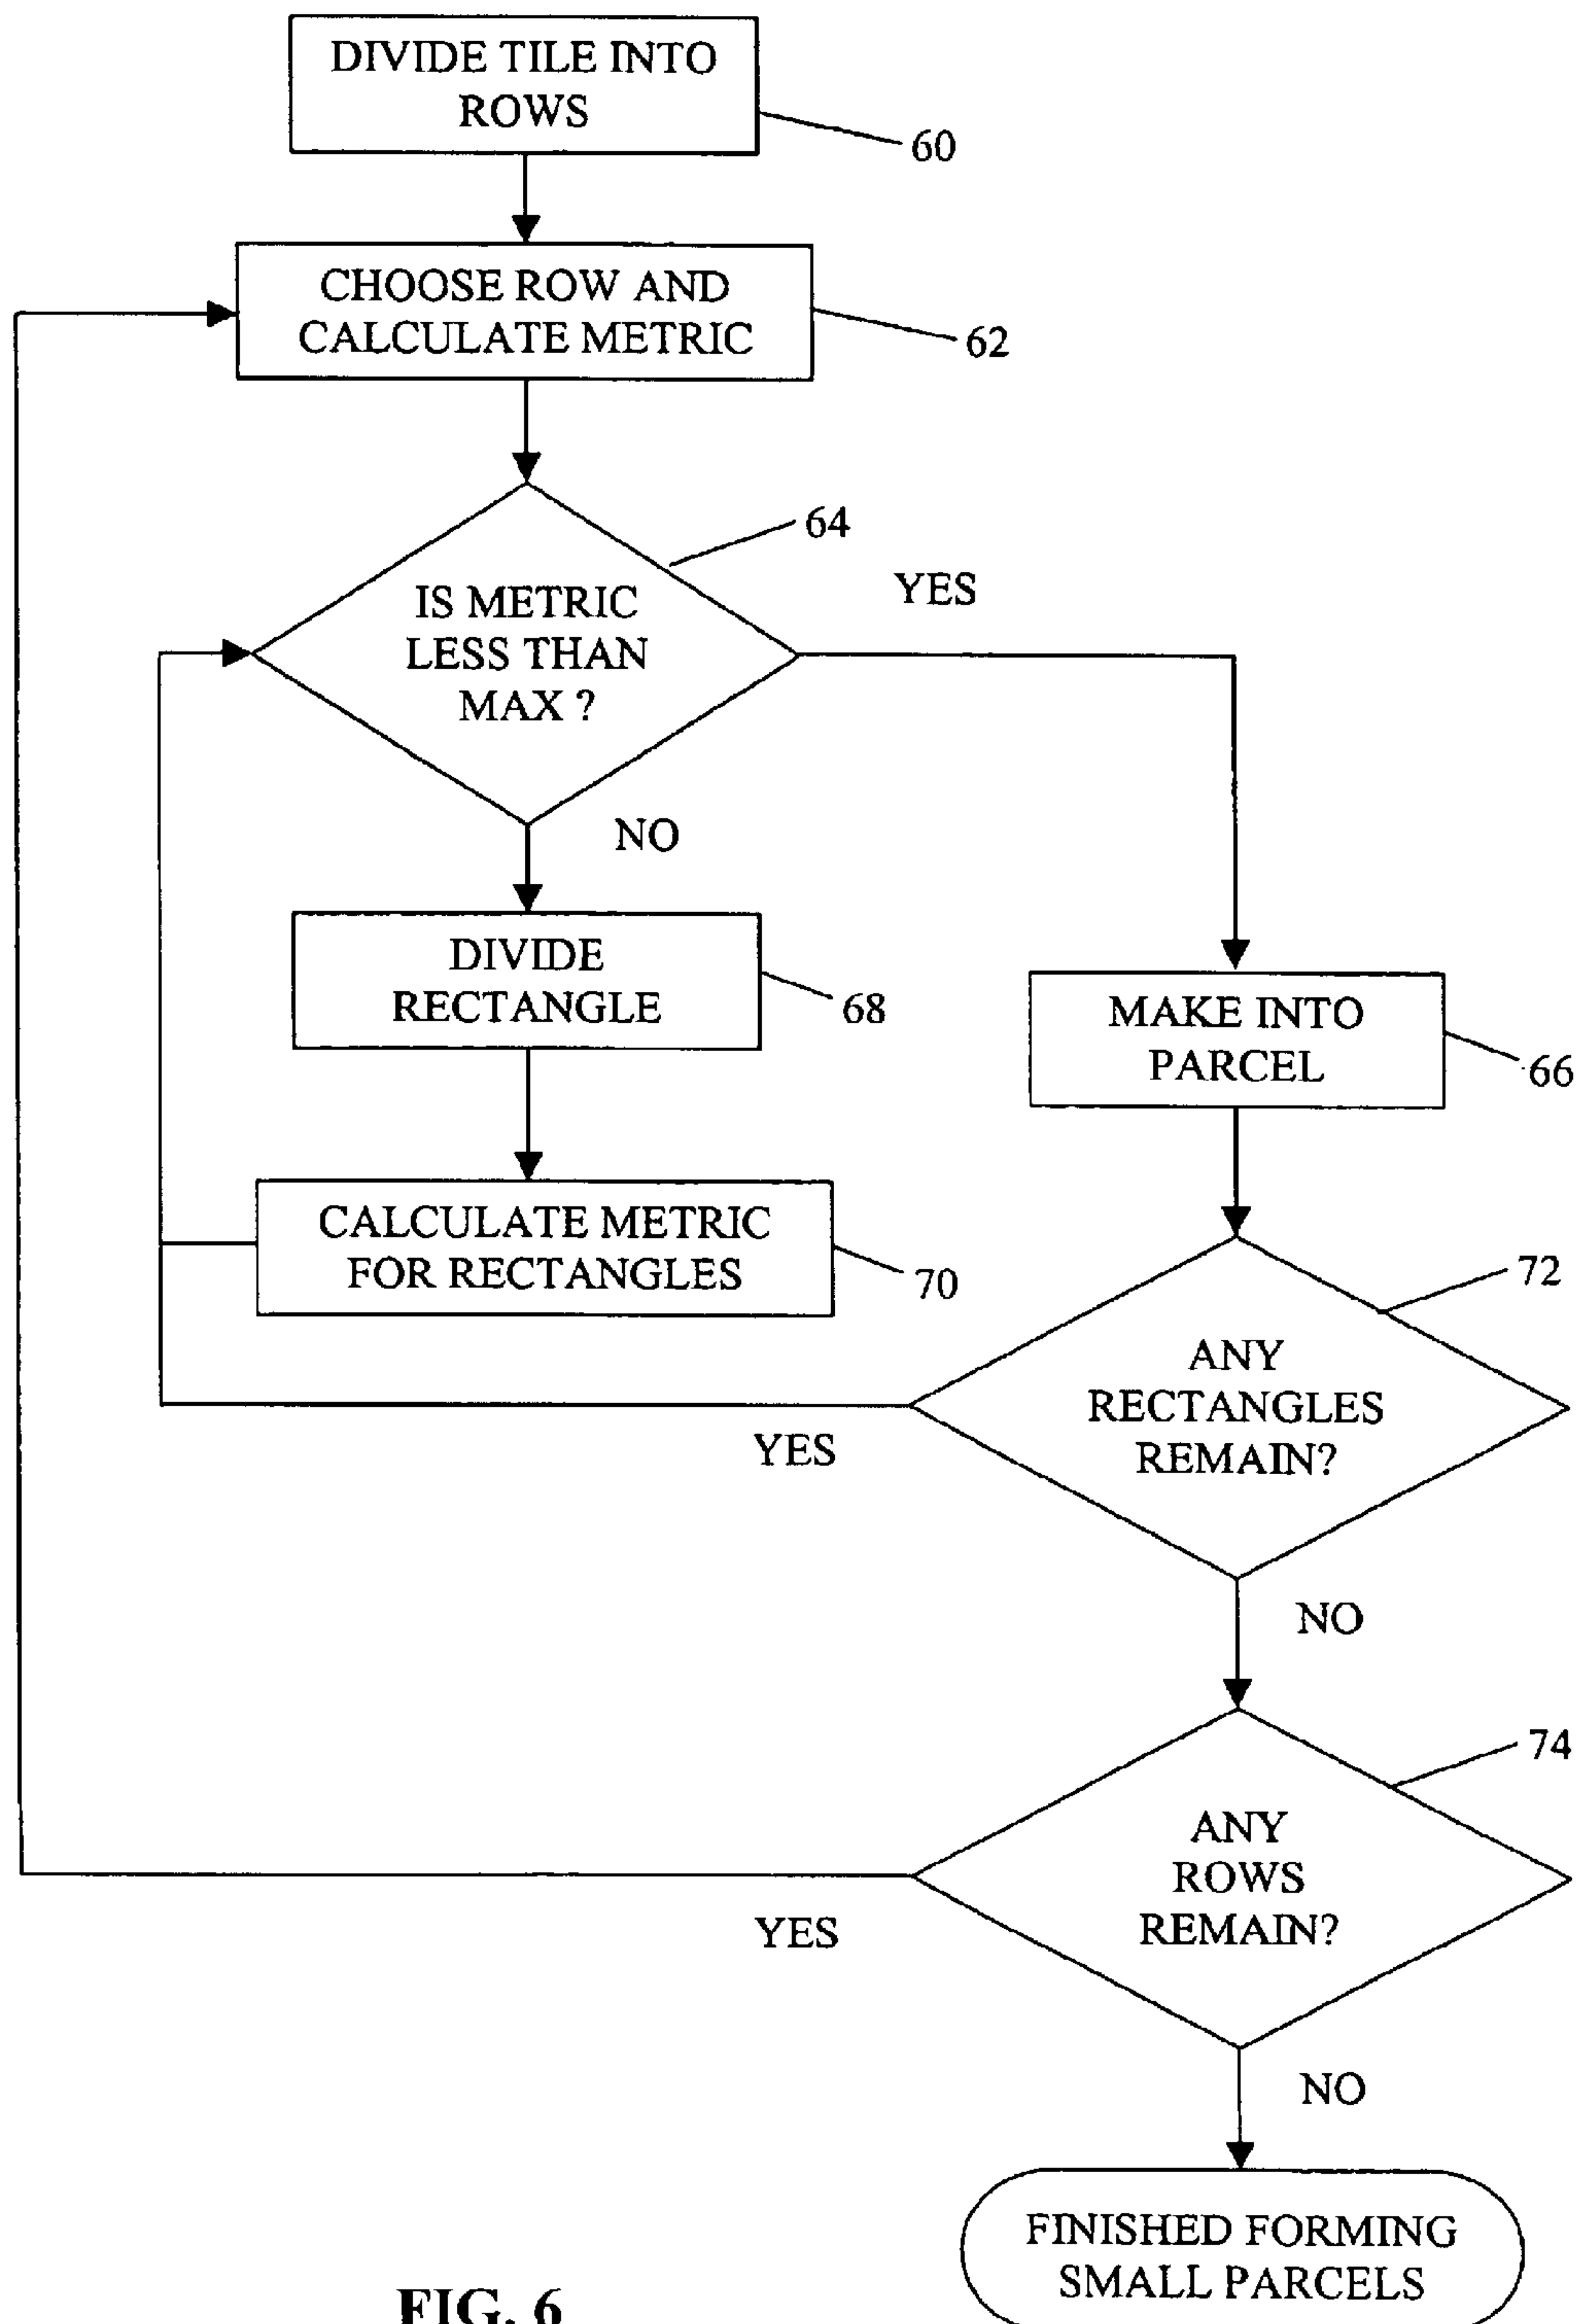 DIVIDE TILE INTO
ROWS
60
CHOOSE ROW AND
CALCULATE METRIC
62
64
IS METRIC
LESS THAN
MAX ?
YES
NO
DIVIDE
RECTANGLE
68
MAKE INTO
PARCEL
66
CALCULATE METRIC
FOR RECTANGLES
70
72
ANY
RECTANGLES
REMAIN?
YES
NO
74
ANY
ROWS
REMAIN?
YES
NO
FINISHED FORMING
SMALL PARCELS
FIG. 6